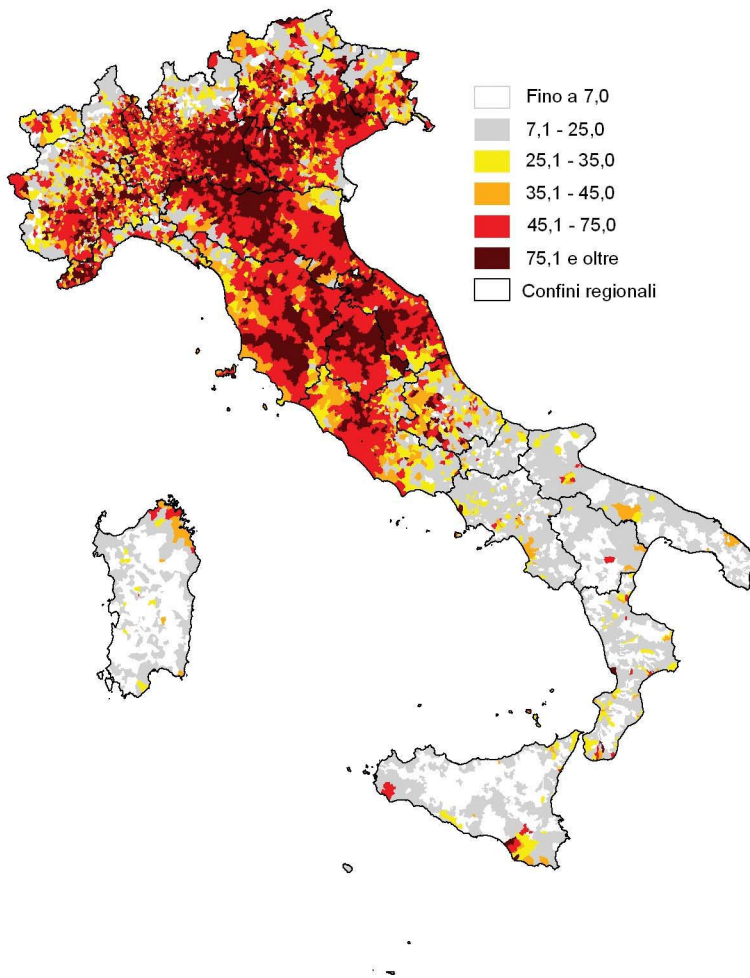 Fino a 7,0
7,1 - 25,0
25,1 - 35,0
35,1 - 45,0
45,1 - 75,0
75,1 e oltre
Confini regionali